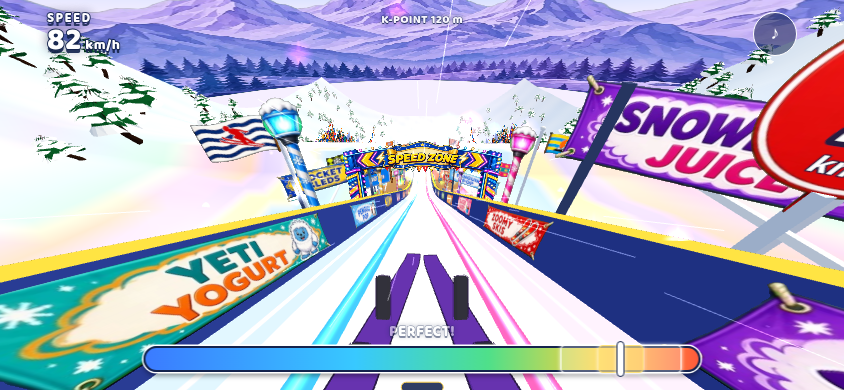 SPEED
82 km/h
K-POINT 120 m
♪
SNOW
JUICE
SPEED ZONE
ZOOMY
SKIS
YETI
YOGURT
PERFECT!